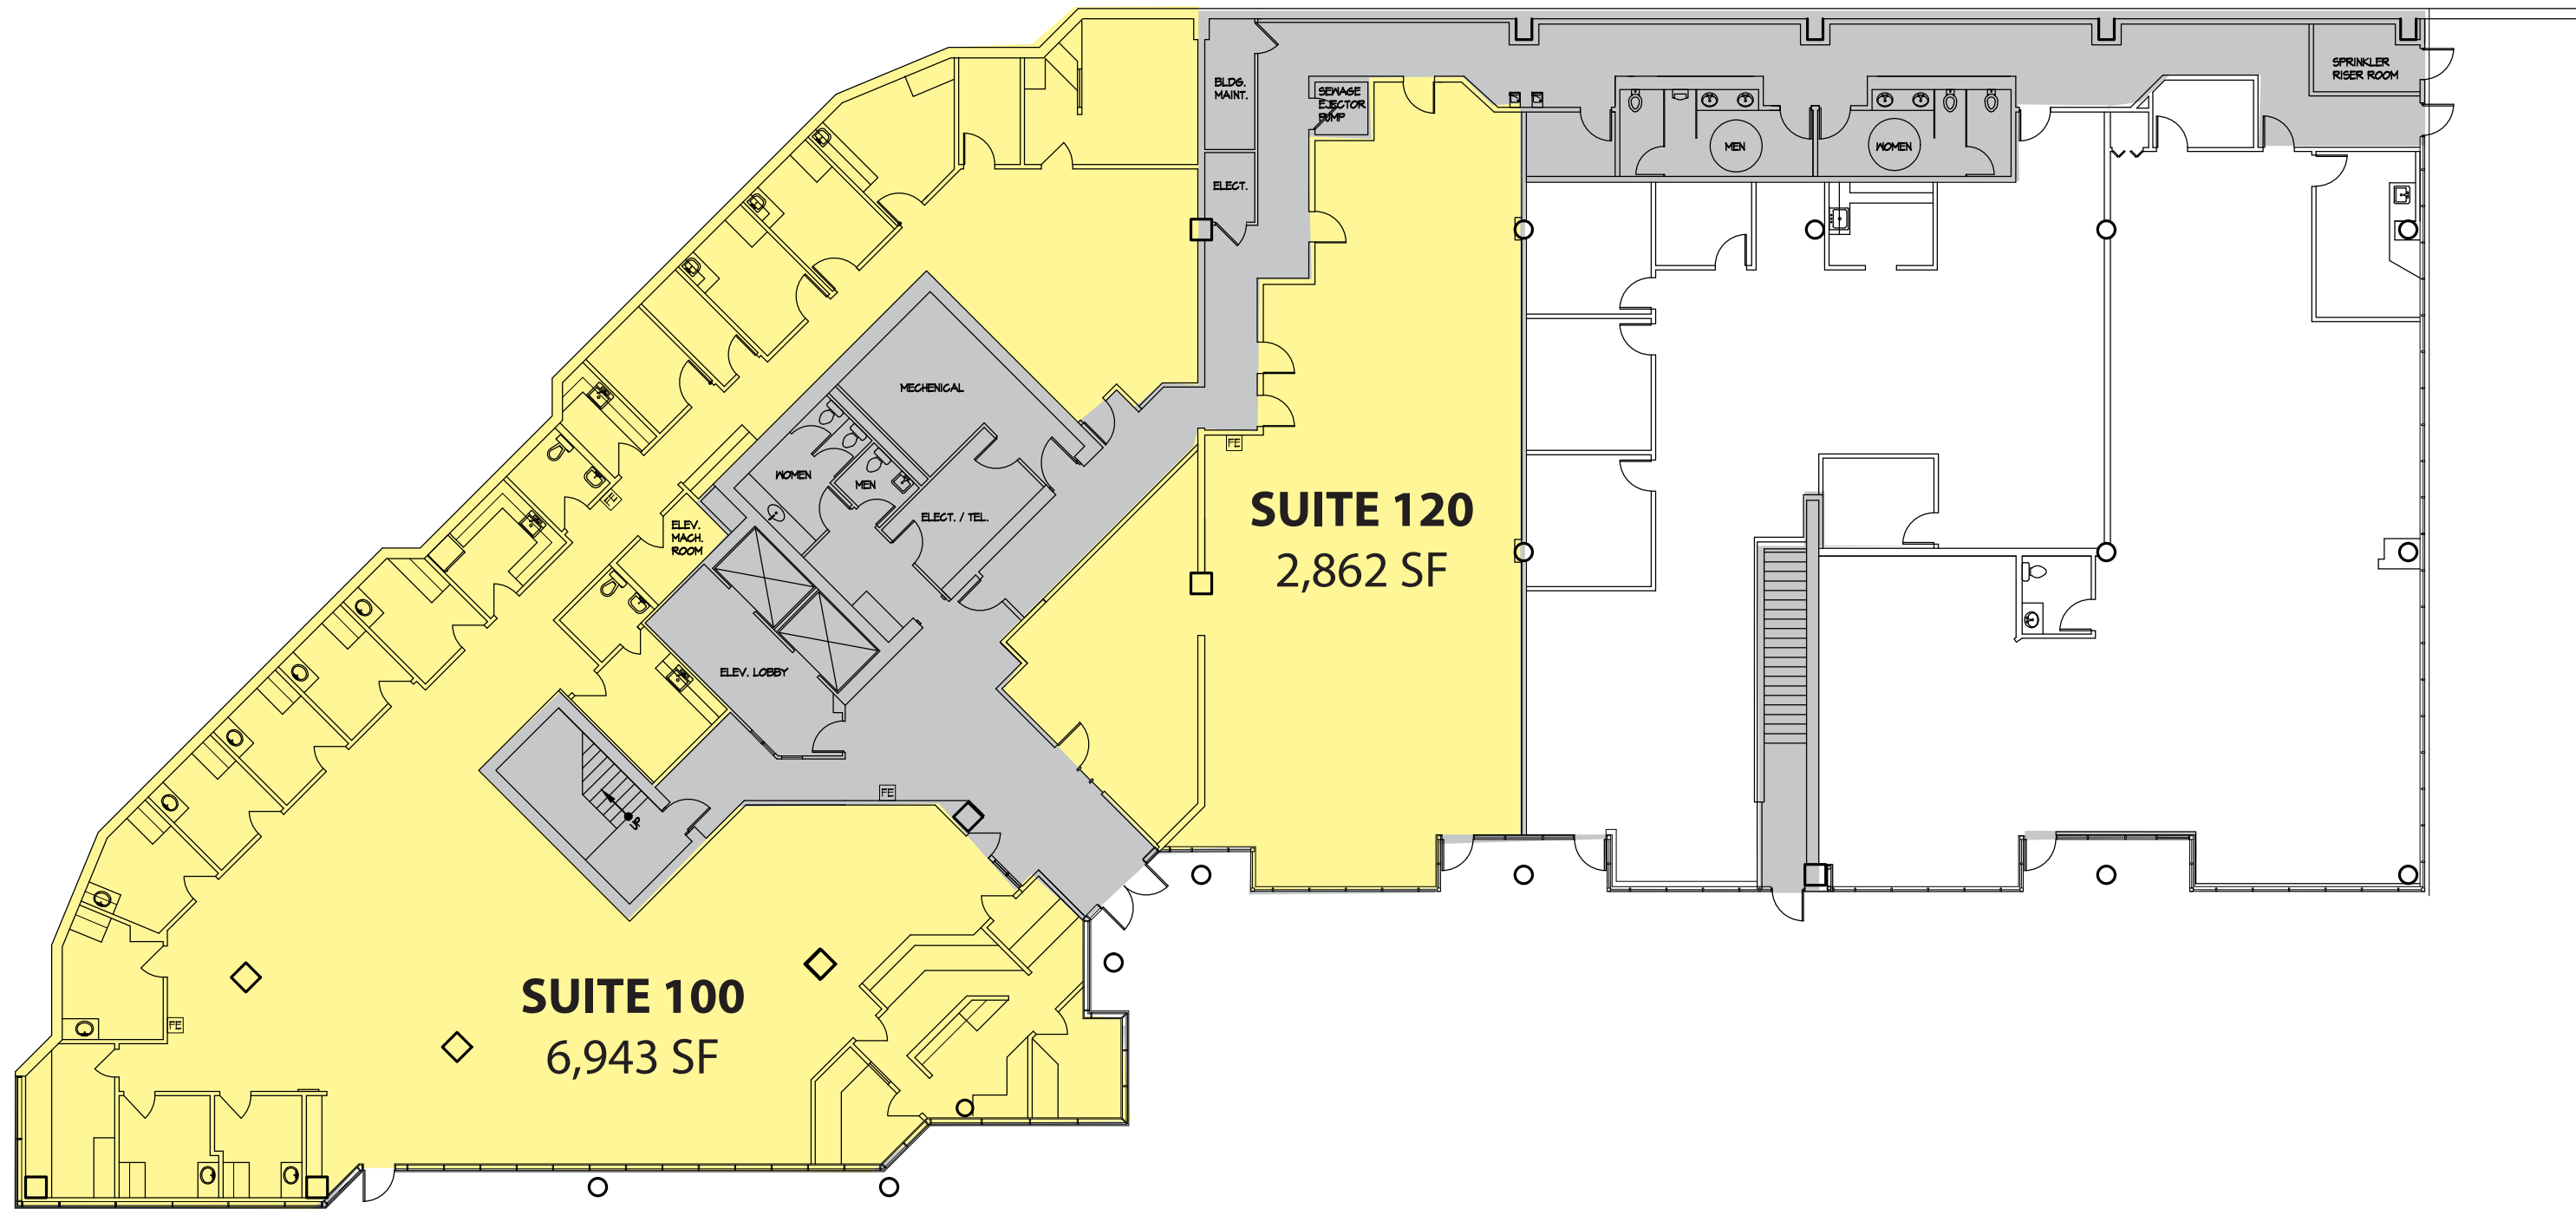 SPRINKLER
RISER ROOM
BLDG.
MAINT.
SEWAGE
EJECTOR
PUMP
MEN
WOMEN
ELECT.
MECHENICAL
FE
WOMEN
MEN
FE
ELEV.
MACH.
ROOM
ELECT. / TEL.
SUITE 120
2,862 SF
ELEV. LOBBY
FE
UP
SUITE 100
6,943 SF
FE